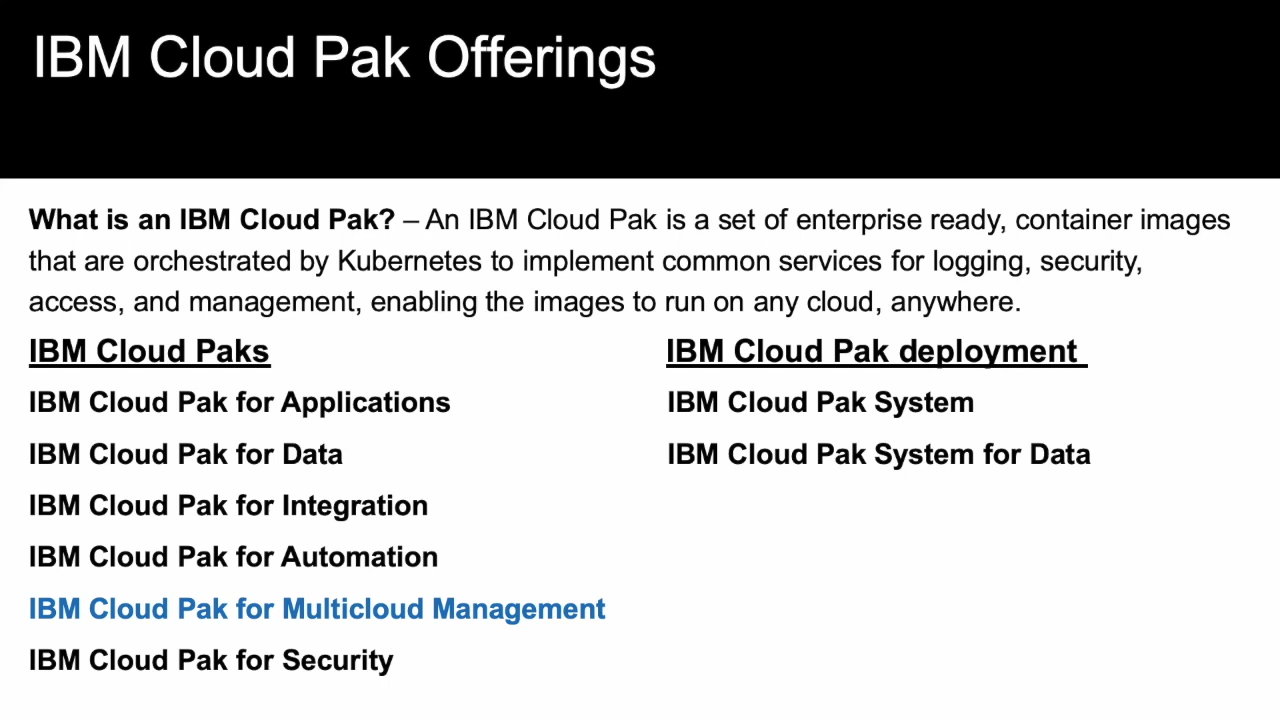 IBM Cloud Pak Offerings
What is an IBM Cloud Pak? – An IBM Cloud Pak is a set of enterprise ready, container images
that are orchestrated by Kubernetes to implement common services for logging, security,
access, and management, enabling the images to run on any cloud, anywhere.
IBM Cloud Paks
IBM Cloud Pak for Applications
IBM Cloud Pak for Data
IBM Cloud Pak for Integration
IBM Cloud Pak for Automation
IBM Cloud Pak for Multicloud Management
IBM Cloud Pak for Security
IBM Cloud Pak deployment
IBM Cloud Pak System
IBM Cloud Pak System for Data